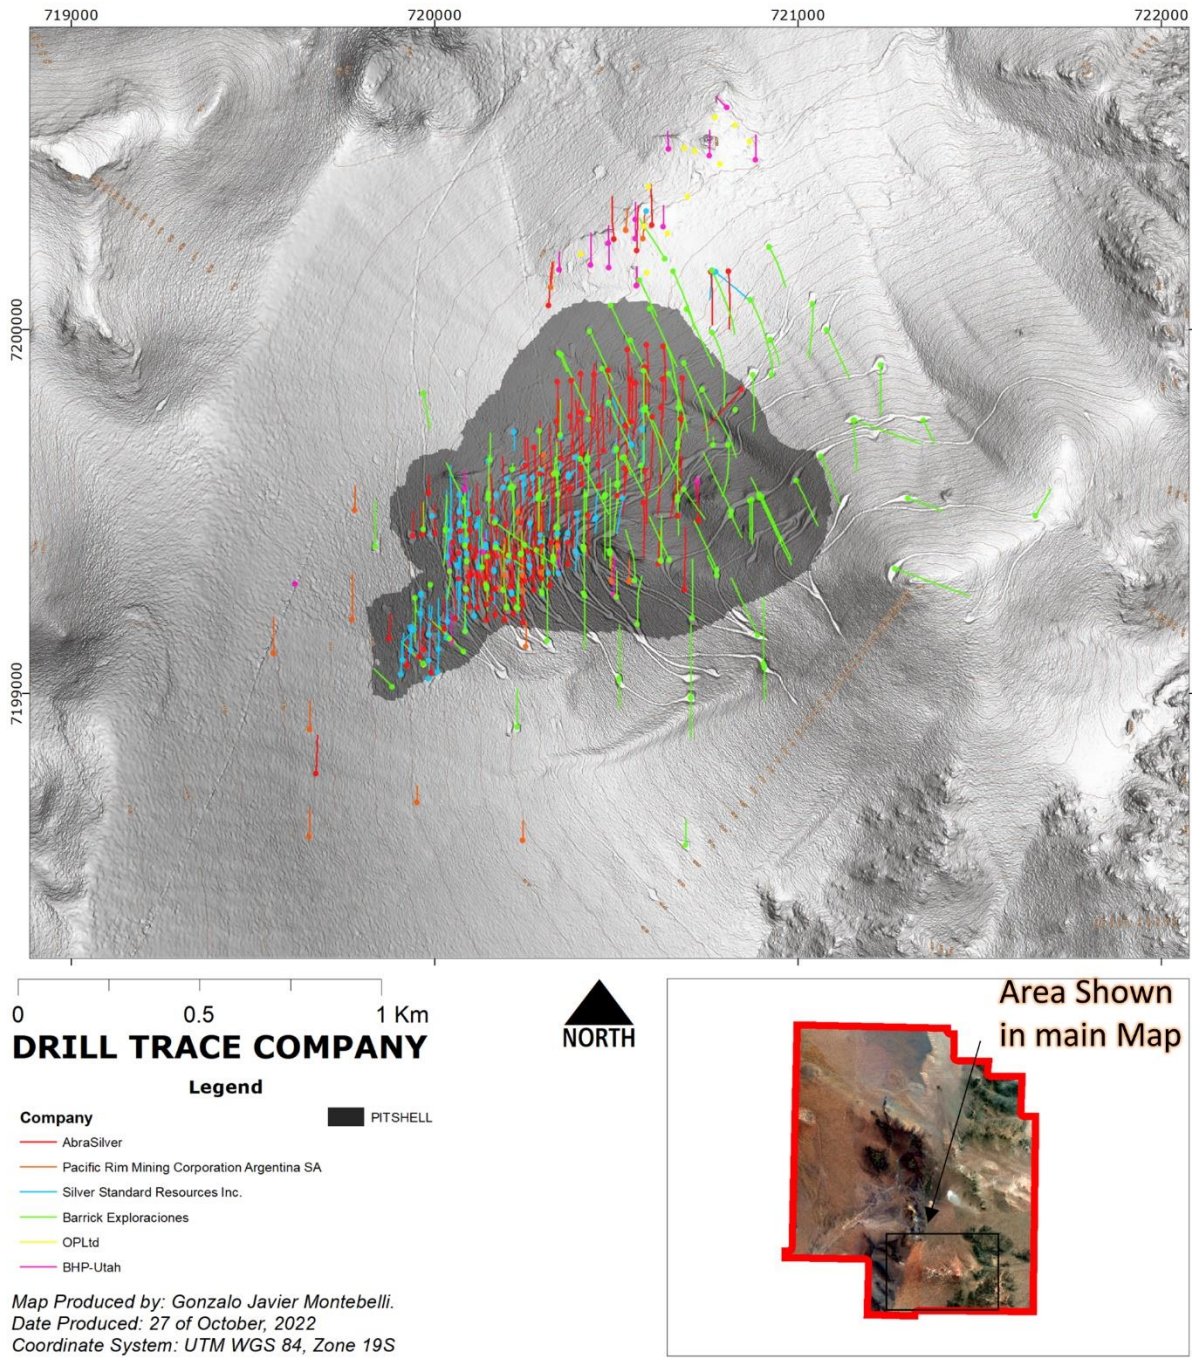 719000 720000 721000 722000
7200000
7199000
0 0.5 1 Km
NORTH
DRILL TRACE COMPANY
Legend
Company
PITSHELL
AbraSilver
Pacific Rim Mining Corporation Argentina SA
Silver Standard Resources Inc.
Barrick Exploraciones
OPLtd
BHP-Utah
Map Produced by: Gonzalo Javier Montebelli.
Date Produced: 27 of October, 2022
Coordinate System: UTM WGS 84, Zone 19S
Area Shown
in main Map